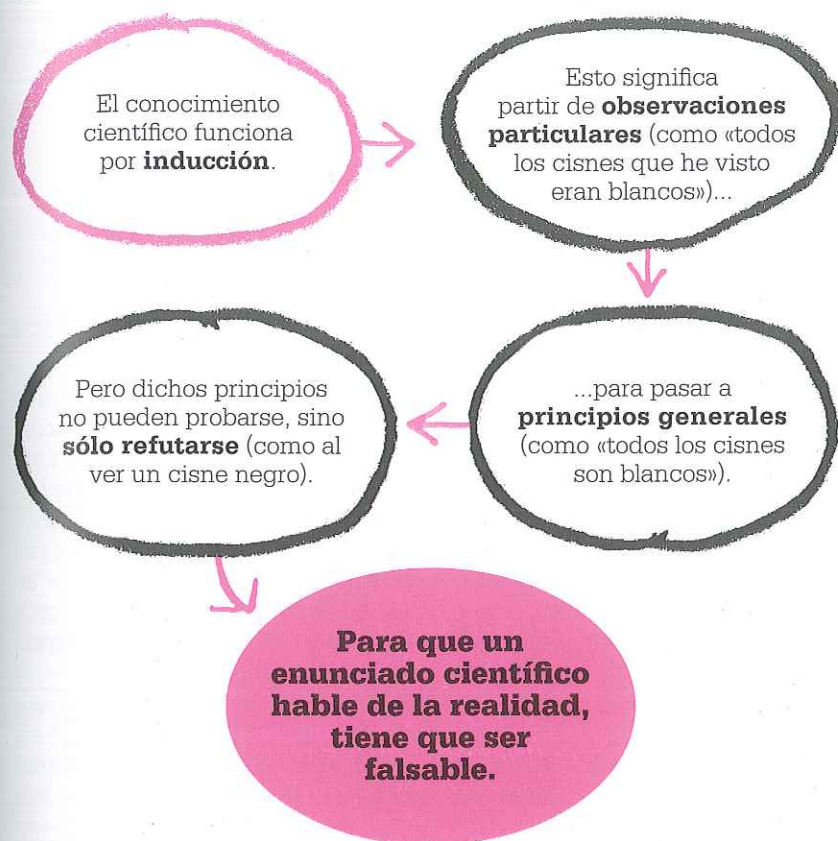 El conocimiento
científico funciona
por inducción.
Esto significa
partir de observaciones
particulares (como «todos
los cisnes que he visto
eran blancos»)...
...para pasar a
principios generales
(como «todos los cisnes
son blancos»).
Pero dichos principios
no pueden probarse, sino
sólo refutarse (como al
ver un cisne negro).
Para que un
enunciado científico
hable de la realidad,
tiene que ser
falsable.